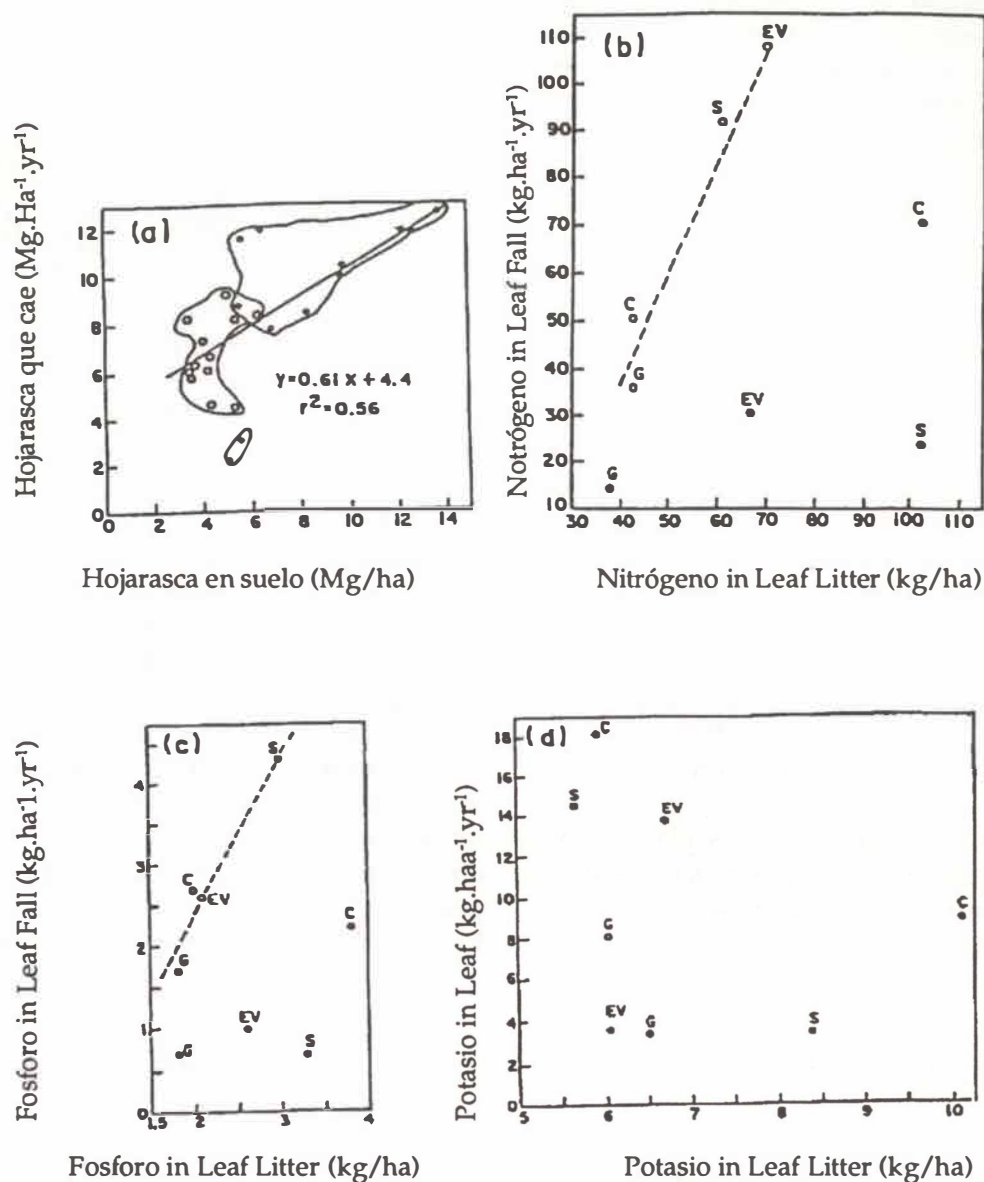 Hojarasca que cae (Mg.Ha⁻¹.yr⁻¹)
(a)
12
10
8
6
4
2
0
y=0.61 x + 4.4
r²=0.56
0 2 4 6 8 10 12 14
Hojarasca en suelo (Mg/ha)
Notrógeno in Leaf Fall (kg.ha⁻¹.yr⁻¹)
(b)
110
100
90
80
70
60
50
40
30
20
10
EV
S
C
C
G
EV
S
G
30 40 50 60 70 80 90 100 110
Nitrógeno in Leaf Litter (kg/ha)
Fosforo in Leaf Fall (kg.ha-1.yr¹)
(c)
4
3
2
1
0
S
C
EV
C
G
EV
S
G
1.5 2 3 4
Fosforo in Leaf Litter (kg/ha)
Potasio in Leaf (kg.haa⁻¹.yr¹)
(d)
18
16
14
12
10
8
6
4
2
0
C
S
EV
G
C
EV
G
S
5 6 7 8 9 10
Potasio in Leaf Litter (kg/ha)